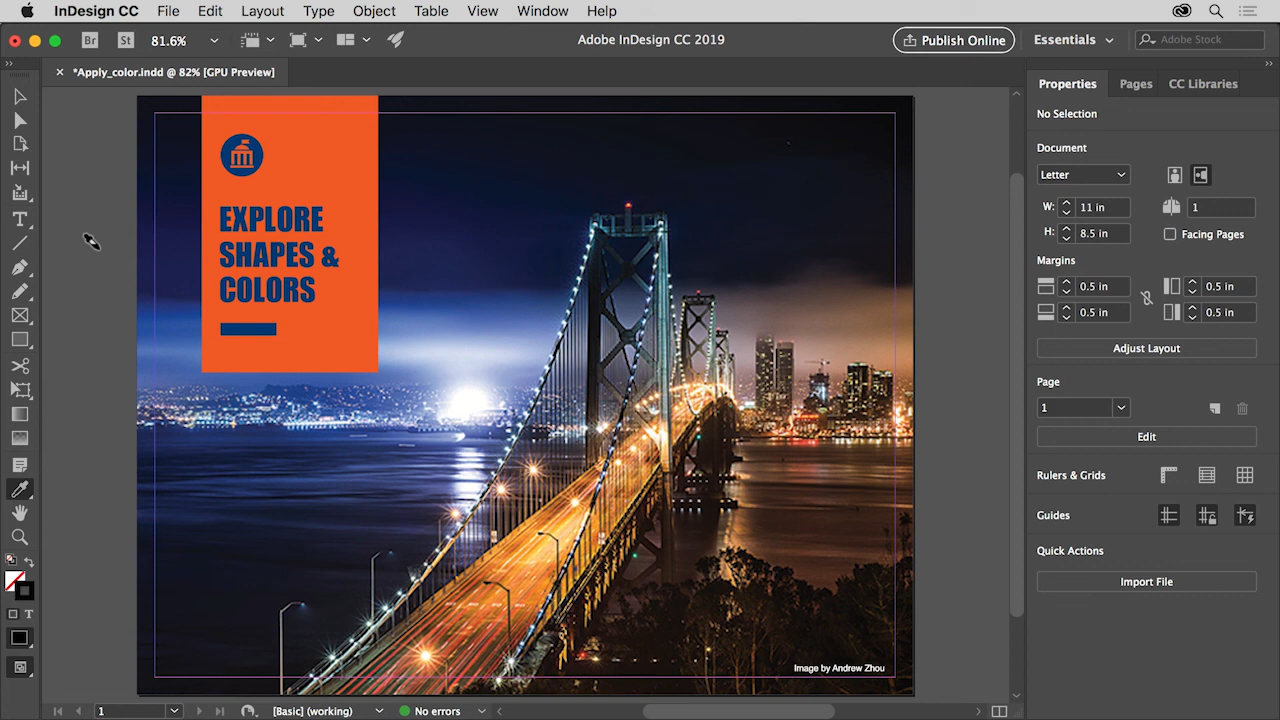 InDesign CC File Edit Layout Type Object Table View Window Help
Br St 81.6% Adobe InDesign CC 2019 Publish Online Essentials Adobe Stock
*Apply_color.indd @ 82% [GPU Preview]
Properties Pages CC Libraries
No Selection
Document
Letter
W: 11 in 1
H: 8.5 in Facing Pages
Margins
0.5 in 0.5 in
0.5 in 0.5 in
Adjust Layout
Page
1
Edit
Rulers & Grids
Guides
Quick Actions
Import File
EXPLORE
SHAPES &
COLORS
Image by Andrew Zhou
T
T
1 [Basic] (working) No errors